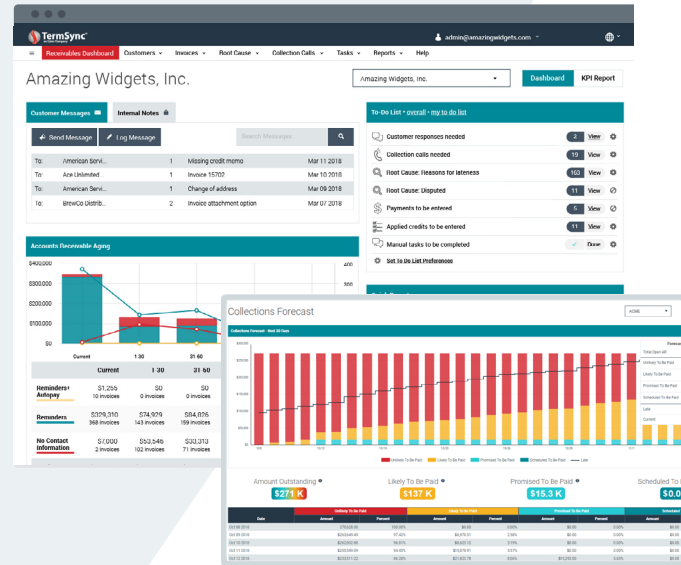 TermSync
admin@amazingwidgets.com
Receivables Dashboard Customers Invoices Root Cause Collection Calls Tasks Reports Help
Amazing Widgets, Inc.
Amazing Widgets, Inc.
Dashboard KPI Report
Customer Messages Internal Notes
Send Message Log Message Search Messages
To: American Servi... 1 Missing credit memo Mar 11 2018
To: Ace Unlimited 1 Invoice 15702 Mar 10 2018
To: American Servi... 1 Change of address Mar 09 2018
To: BrewCo Distrib... 2 Invoice attachment option Mar 07 2018
To-Do List • overall • my to do list
Customer responses needed 2 View
Collection calls needed 19 View
Root Cause: Reasons for lateness 163 View
Root Cause: Disputed 11 View
Payments to be entered 5 View
Applied credits to be entered 11 View
Manual tasks to be completed Done
Set To Do List Preferences
Accounts Receivable Aging
$400,000 400
$300,000 300
$200,000
$100,000
$0
Current 1-30 31-60
Current 1-30 31-60
Reminders+ Autopay $1,255 $0 $0
10 invoices 0 invoices 0 invoices
Reminders $329,310 $74,929 $84,826
368 invoices 143 invoices 159 invoices
No Contact Information $7,000 $53,546 $33,313
2 invoices 102 invoices 71 invoices
Collections Forecast
ACME
Collections Forecast - Next 30 Days
Total Open AR
Unlikely To Be Paid
Likely To Be Paid
Promised To Be Paid
Scheduled To Be Paid
Late
Current
Unlikely To Be Paid Likely To Be Paid Promised To Be Paid Scheduled To Be Paid Late
Amount Outstanding Likely To Be Paid Promised To Be Paid Scheduled To
$271 K $137 K $15.3 K $0.0
Unlikely To Be Paid Likely To Be Paid Promised To Be Paid Scheduled
Date Amount Percent Amount Percent Amount Percent Amount